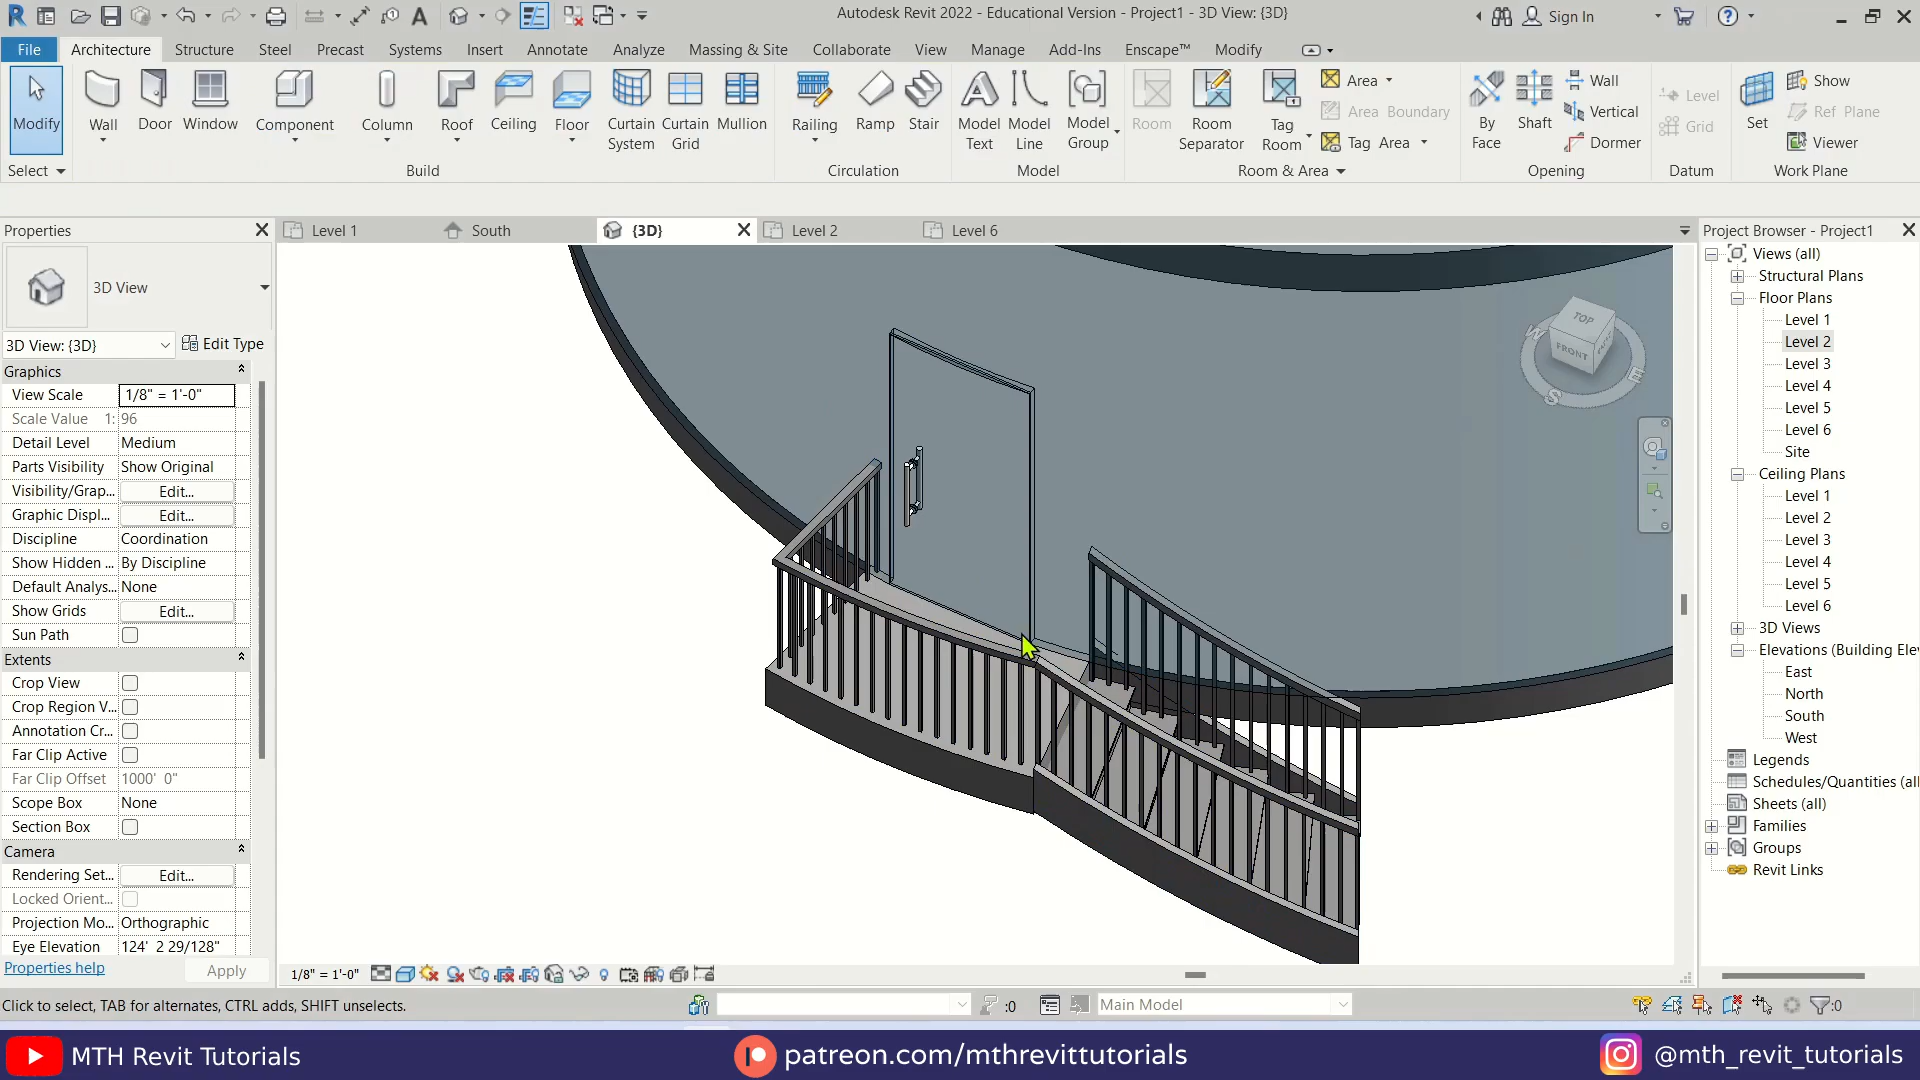 Autodesk Revit 2022 - Educational Version - Project1 - 3D View: {3D}
Sign In
File Architecture Structure Steel Precast Systems Insert Annotate Analyze Massing & Site Collaborate View Manage Add-Ins Enscape™ Modify
Modify
Wall
Door
Window
Component
Column
Roof
Ceiling
Floor
Curtain System
Curtain Grid
Mullion
Railing
Ramp
Stair
Model Text
Model Line
Model Group
Room
Room Separator
Tag Room
Area
Area Boundary
Tag Area
By Face
Shaft
Wall
Vertical
Dormer
Level
Grid
Set
Show
Ref Plane
Viewer
Select Build Circulation Model Room & Area Opening Datum Work Plane
Properties
Level 1 South {3D} Level 2 Level 6
3D View
3D View: {3D} Edit Type
Graphics
View Scale 1/8" = 1'-0"
Scale Value 1: 96
Detail Level Medium
Parts Visibility Show Original
Visibility/Grap... Edit...
Graphic Displ... Edit...
Discipline Coordination
Show Hidden ... By Discipline
Default Analys... None
Show Grids Edit...
Sun Path
Extents
Crop View
Crop Region V...
Annotation Cr...
Far Clip Active
Far Clip Offset 1000' 0"
Scope Box None
Section Box
Camera
Rendering Set... Edit...
Locked Orient...
Projection Mo... Orthographic
Eye Elevation 124' 2 29/128"
Properties help Apply
TOP
FRONT
W
S
E
1/8" = 1'-0"
Project Browser - Project1
Views (all)
Structural Plans
Floor Plans
Level 1
Level 2
Level 3
Level 4
Level 5
Level 6
Site
Ceiling Plans
Level 1
Level 2
Level 3
Level 4
Level 5
Level 6
3D Views
Elevations (Building Ele
East
North
South
West
Legends
Schedules/Quantities (all
Sheets (all)
Families
Groups
Revit Links
Click to select, TAB for alternates, CTRL adds, SHIFT unselects.
:0
Main Model
:0
MTH Revit Tutorials
patreon.com/mthrevittutorials
@mth_revit_tutorials